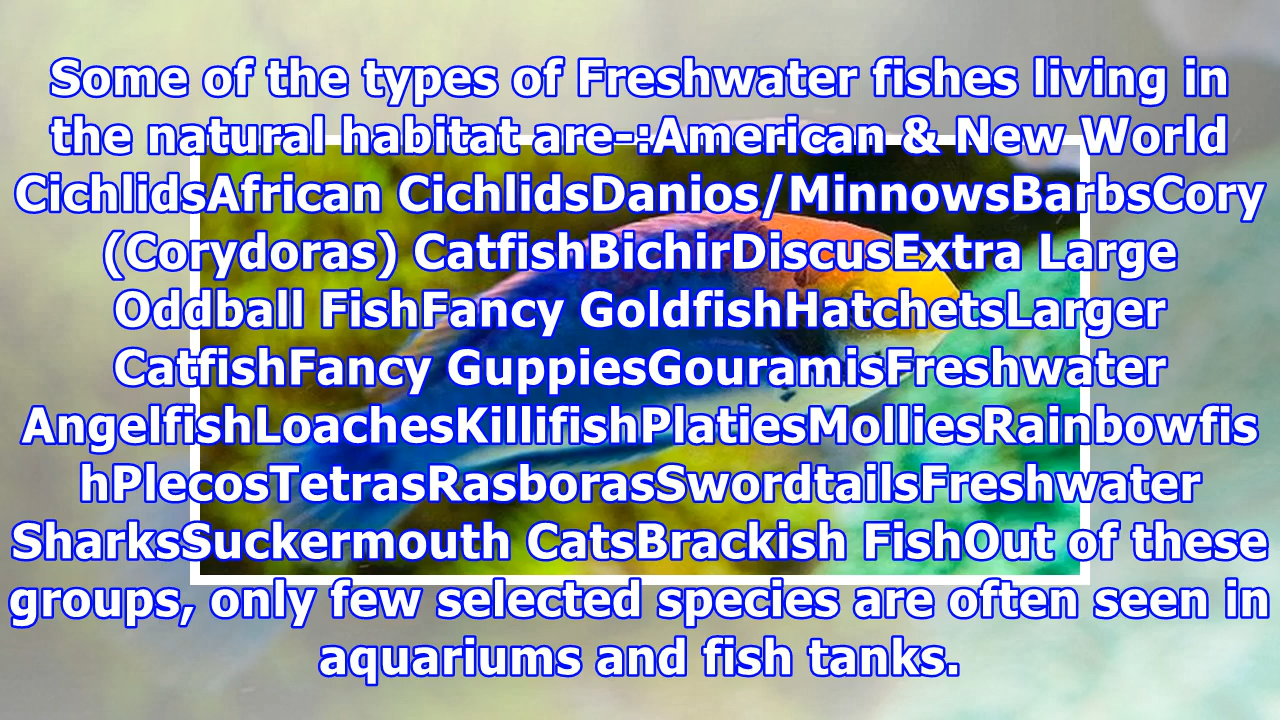 Some of the types of Freshwater fishes living in
the natural habitat are-:American & New World
CichlidsAfrican CichlidsDanios/MinnowsBarbsCory
(Corydoras) CatfishBichirDiscusExtra Large
Oddball FishFancy GoldfishHatchetsLarger
CatfishFancy GuppiesGouramisFreshwater
AngelfishLoachesKillifishPlatiesMolliesRainbowfis
hPlecosTetrasRasborasSwordtailsFreshwater
SharksSuckermouth CatsBrackish FishOut of these
groups, only few selected species are often seen in
aquariums and fish tanks.